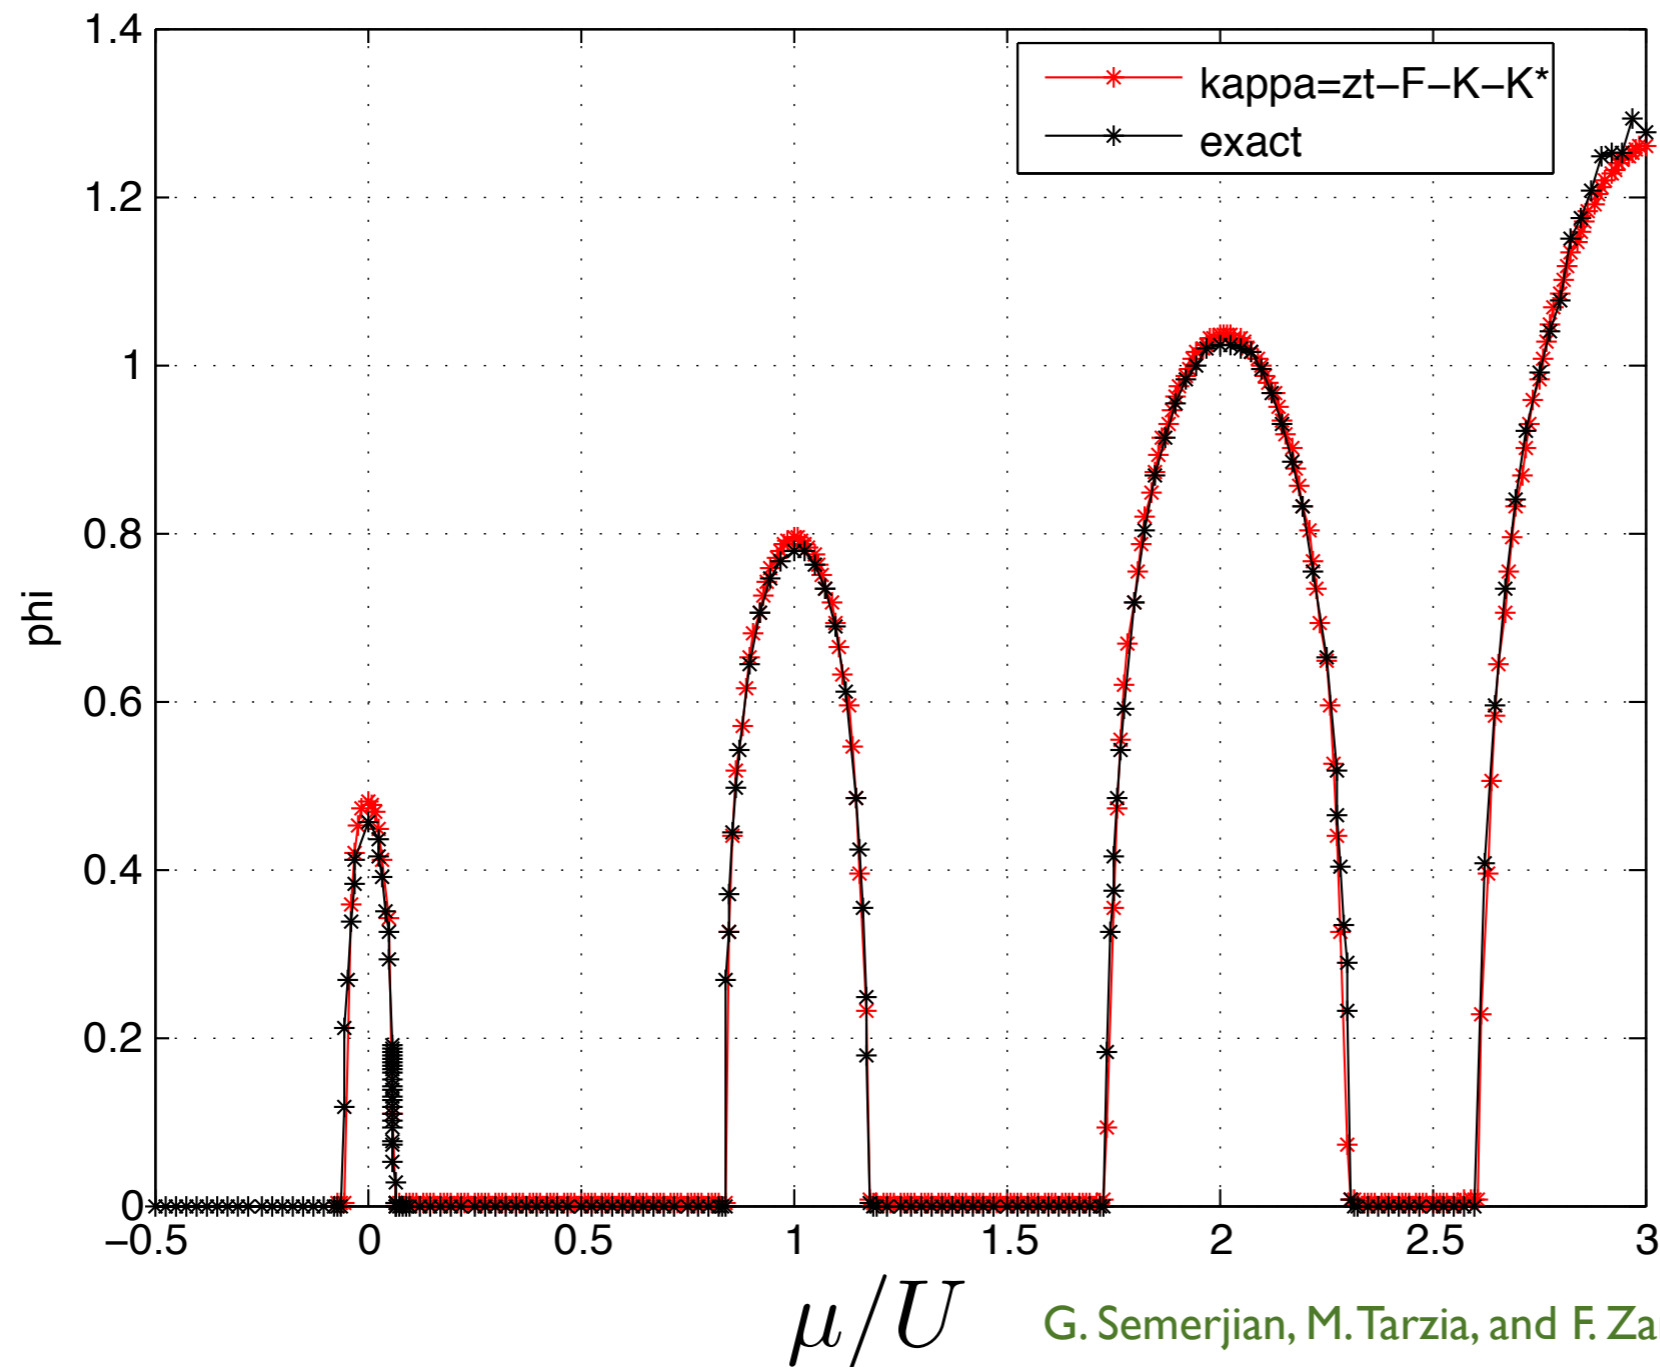 1.4
1.2
1
0.8
0.6
0.4
0.2
0
phi
kappa=zt−F−K−K*
exact
−0.5 0 0.5 1 1.5 2 2.5 3
μ/U
G. Semerjian, M. Tarzia, and F. Za